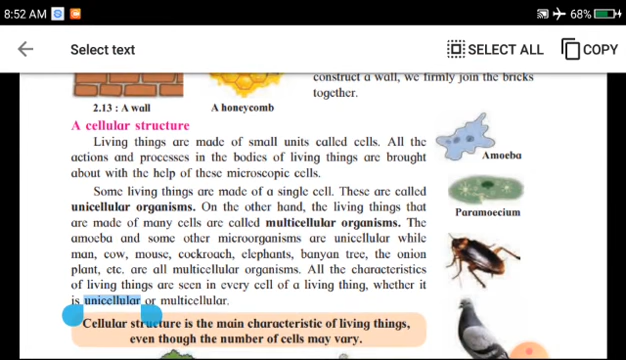 8:52 AM
68%
Select text
SELECT ALL
COPY
construct a wall, we firmly join the bricks
together.
2.13 : A wall
A honeycomb
A cellular structure
Living things are made of small units called cells. All the
actions and processes in the bodies of living things are brought
about with the help of these microscopic cells.
Some living things are made of a single cell. These are called
unicellular organisms. On the other hand, the living things that
are made of many cells are called multicellular organisms. The
amoeba and some other microorganisms are unicellular while
man, cow, mouse, cockroach, elephants, banyan tree, the onion
plant, etc. are all multicellular organisms. All the characteristics
of living things are seen in every cell of a living thing, whether it
is unicellular or multicellular.
Amoeba
Paramoecium
Cellular structure is the main characteristic of living things,
even though the number of cells may vary.